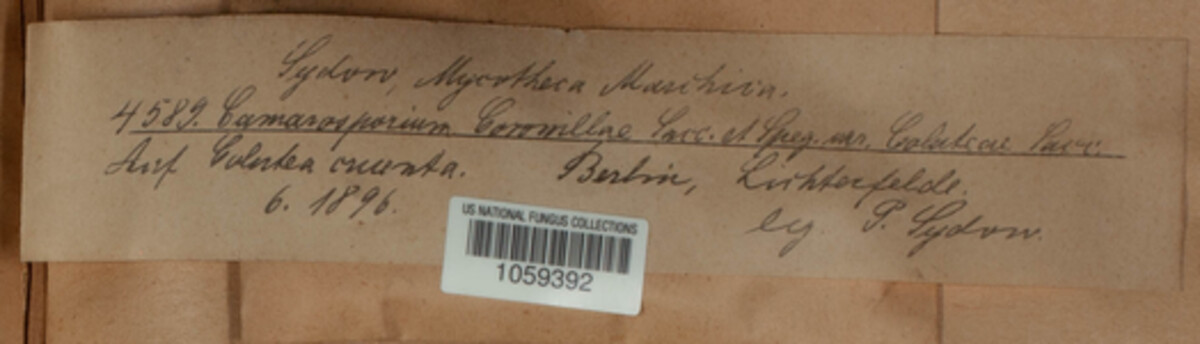 Sydow, Mycotheca Marchica.
4589. Camarosporium Coronillae Sacc. et Speg. var. Coluteae Sacc.
Auf Colutea cruenta. Berlin, Lichterfelde.
6. 1896. leg. P. Sydow.
US NATIONAL FUNGUS COLLECTIONS
1059392